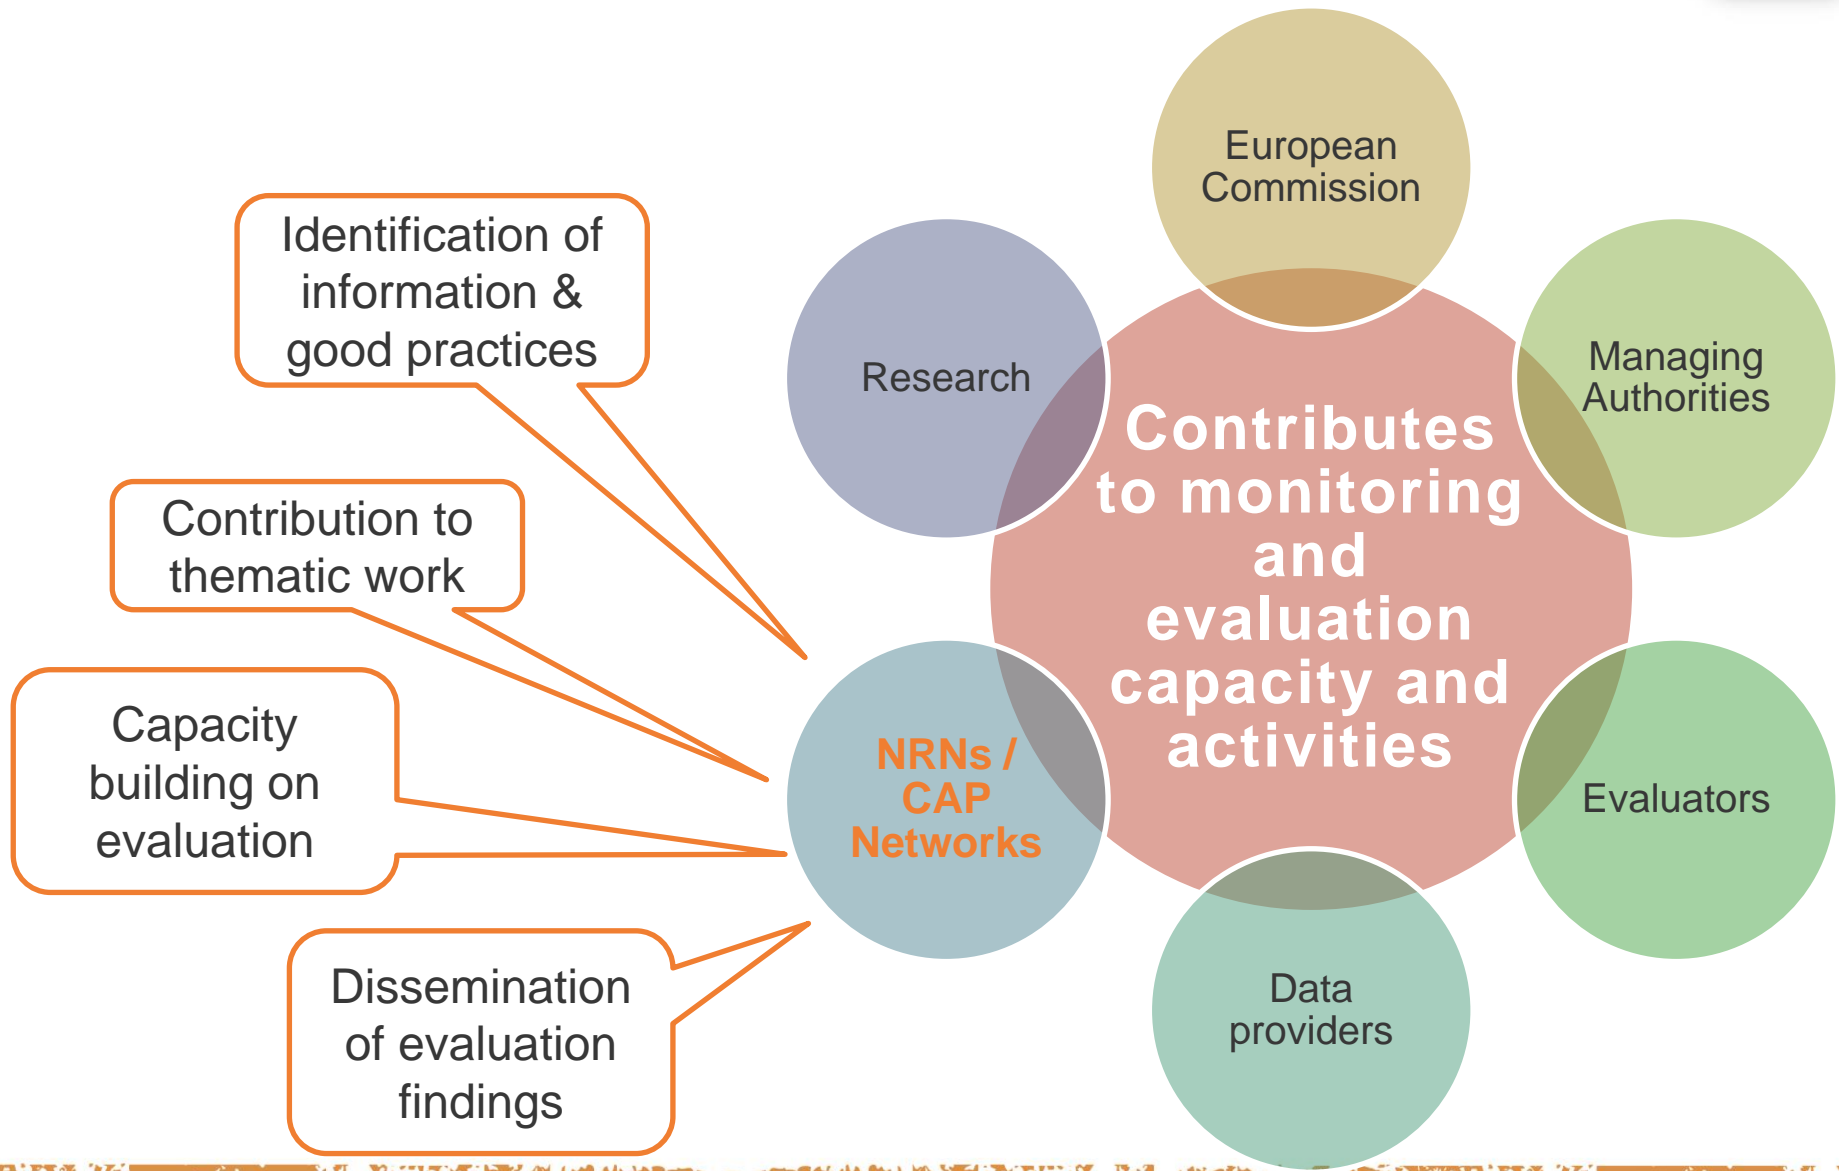 European
Commission
Identification of
information &
good practices
Research
Managing
Authorities
Contributes
to monitoring
and
evaluation
capacity and
activities
Contribution to
thematic work
Capacity
building on
evaluation
NRNs /
CAP
Networks
Evaluators
Dissemination
of evaluation
findings
Data
providers